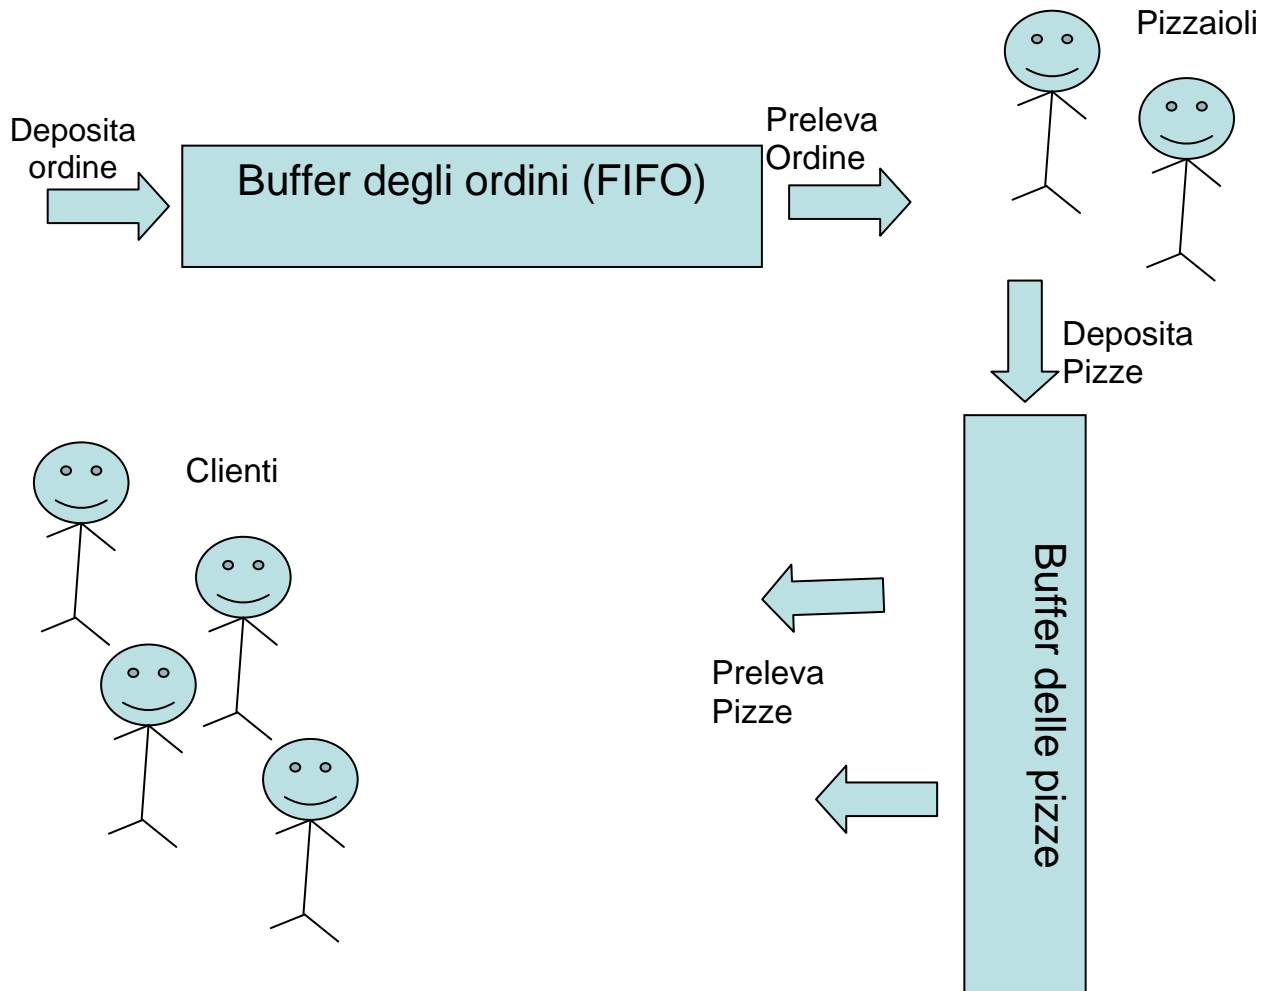 Pizzaioli
Deposita
ordine
Buffer degli ordini (FIFO)
Preleva
Ordine
Deposita
Pizze
Clienti
Preleva
Pizze
Buffer delle pizze